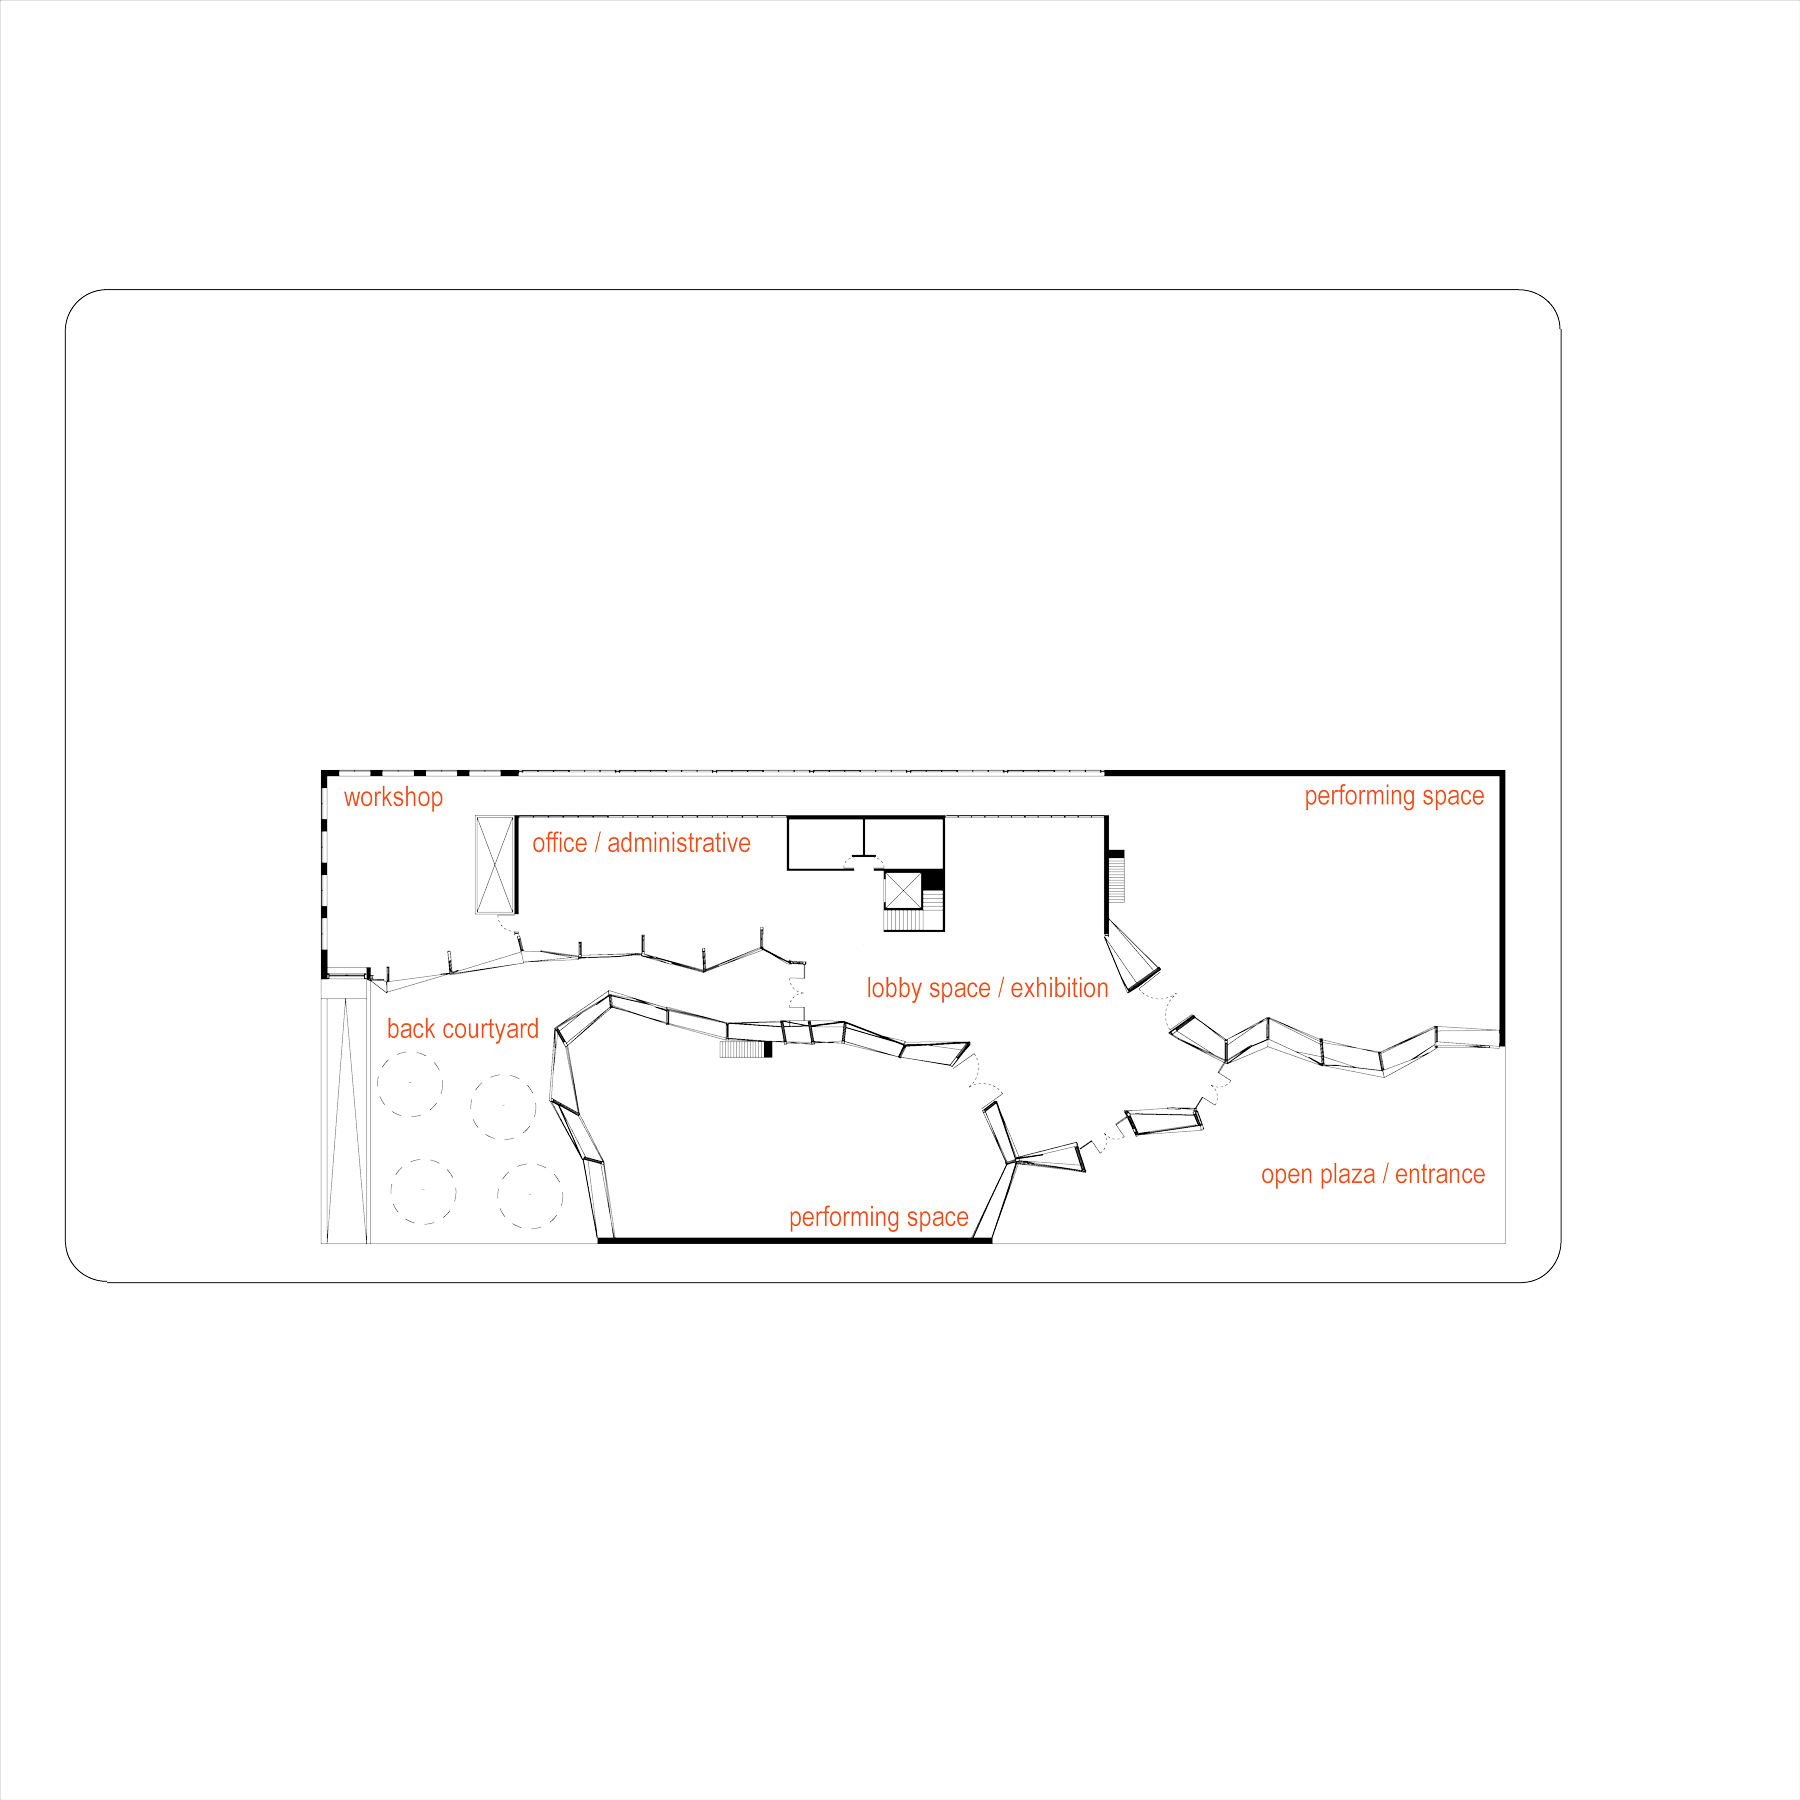 workshop
performing space
office / administrative
lobby space / exhibition
back courtyard
open plaza / entrance
performing space